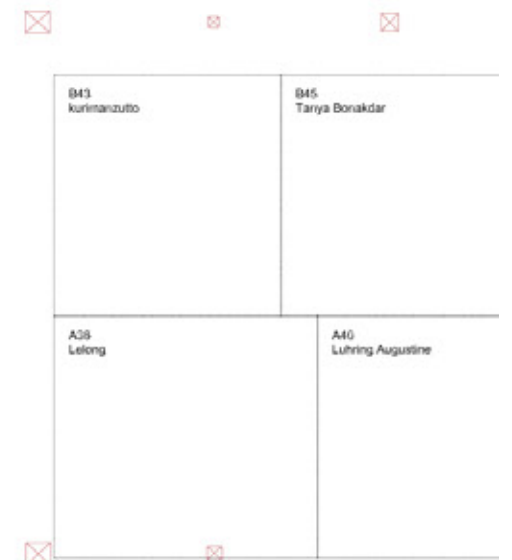 B43
kurimanzutto
B45
Tanya Bonakdar
A38
Lelong
A40
Luhring Augustine